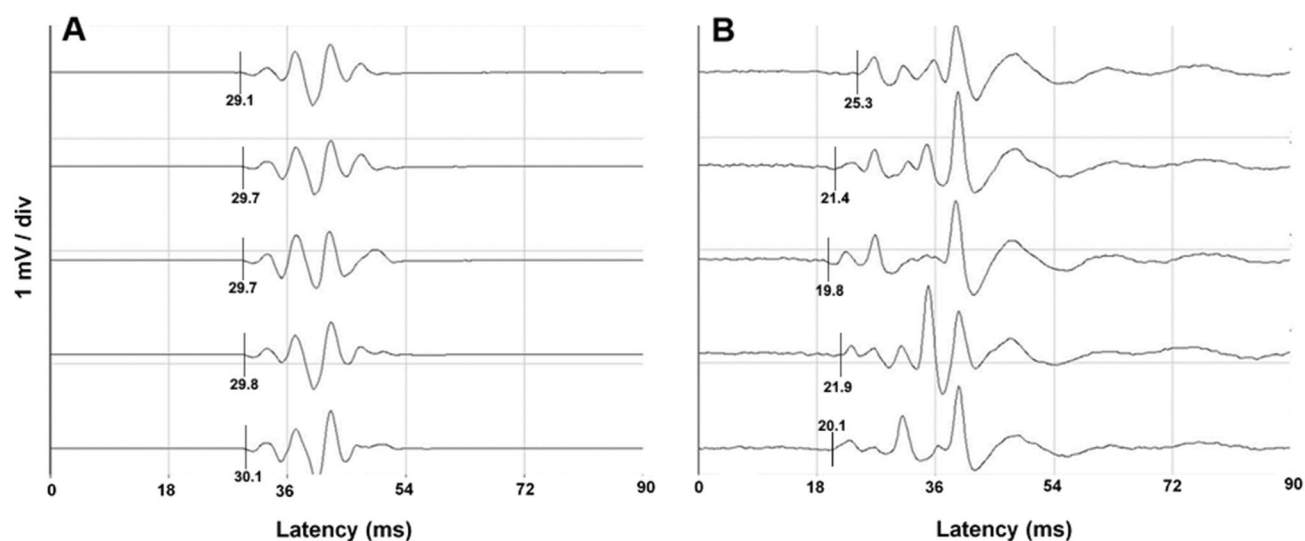 A
29.1
29.7
29.7
29.8
30.1
1 mV / div
0 18 36 54 72 90
Latency (ms)
B
25.3
21.4
19.8
21.9
20.1
0 18 36 54 72 90
Latency (ms)